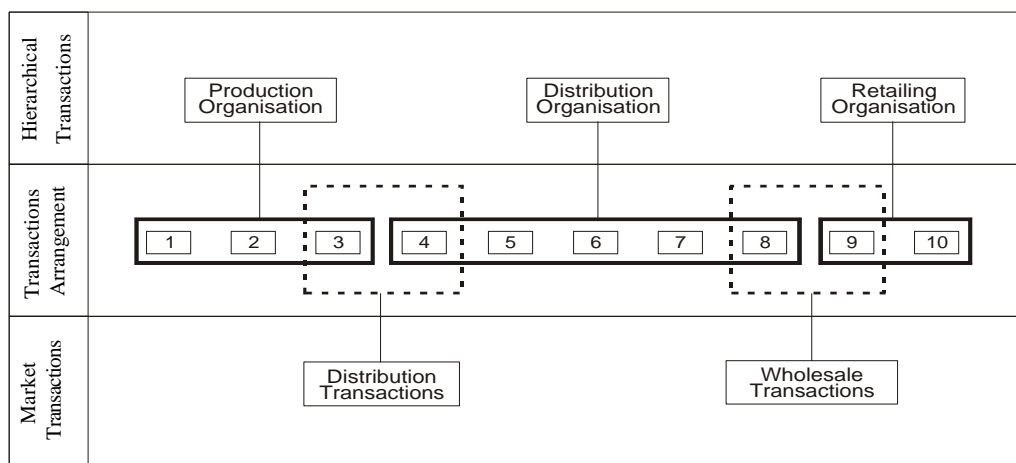 Hierarchical
Transactions
Production
Organisation
Distribution
Organisation
Retailing
Organisation
Transactions
Arrangement
1 2 3 4 5 6 7 8 9 10
Market
Transactions
Distribution
Transactions
Wholesale
Transactions